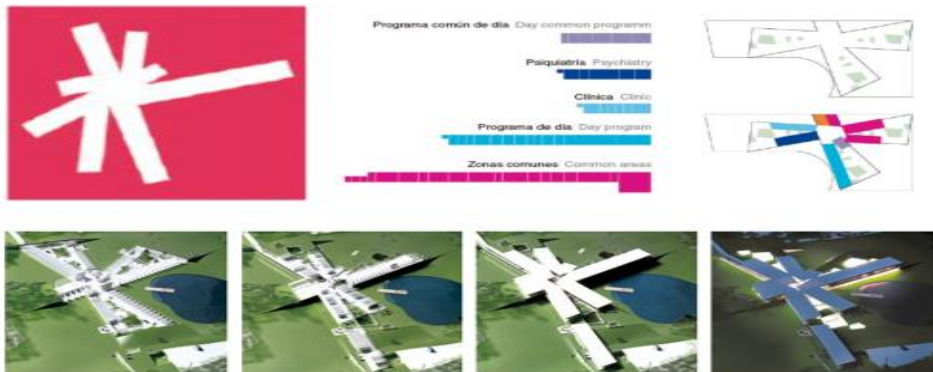 Programa común de día Day common programm
Psiquiatría Psychiatry
Clínica Clinic
Programa de día Day program
Zonas comunes Common areas